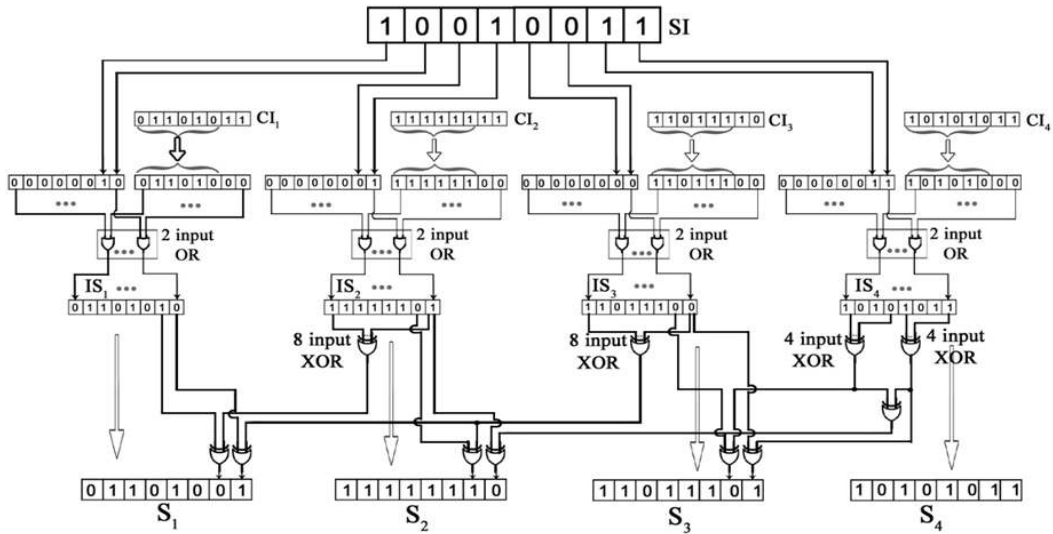 1 0 0 1 0 0 1 1 SI
0 1 1 0 1 0 1 1 CI1
1 1 1 1 1 1 1 1 CI2
1 1 0 1 1 1 1 0 CI3
1 0 1 0 1 0 1 1 CI4
0 0 0 0 0 0 1 0 0 1 1 0 1 0 0 0
0 0 0 0 0 0 0 1 1 1 1 1 1 1 0 0
0 0 0 0 0 0 0 0 1 1 0 1 1 1 0 0
0 0 0 0 0 0 1 1 1 0 1 0 1 0 0 0
2 input
OR
2 input
OR
2 input
OR
2 input
OR
IS1
IS2
IS3
IS4
0 1 1 0 1 0 1 0
1 1 1 1 1 1 0 1
1 1 0 1 1 1 0 0
1 0 1 0 1 0 1 1
8 input
XOR
8 input
XOR
4 input
XOR
4 input
XOR
0 1 1 0 1 0 0 1
1 1 1 1 1 1 1 0
1 1 0 1 1 1 0 1
1 0 1 0 1 0 1 1
S1
S2
S3
S4